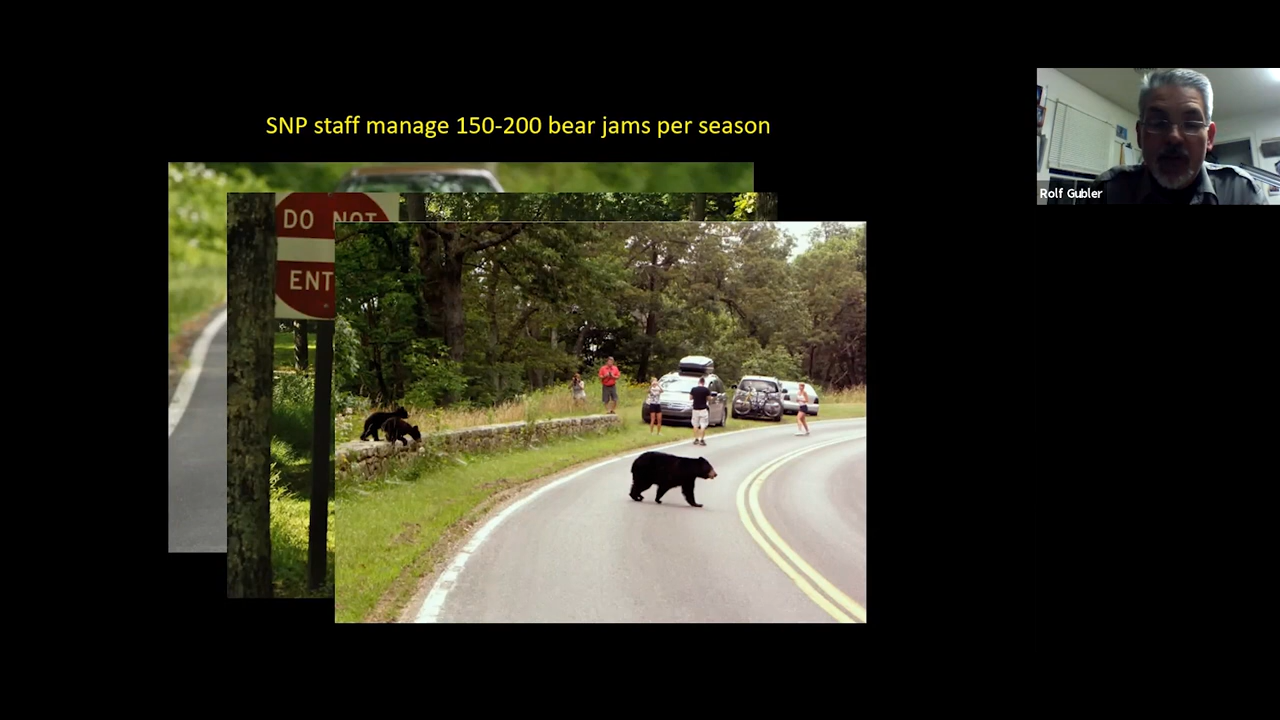 SNP staff manage 150-200 bear jams per season
Rolf Gubler
DO NOT
ENT